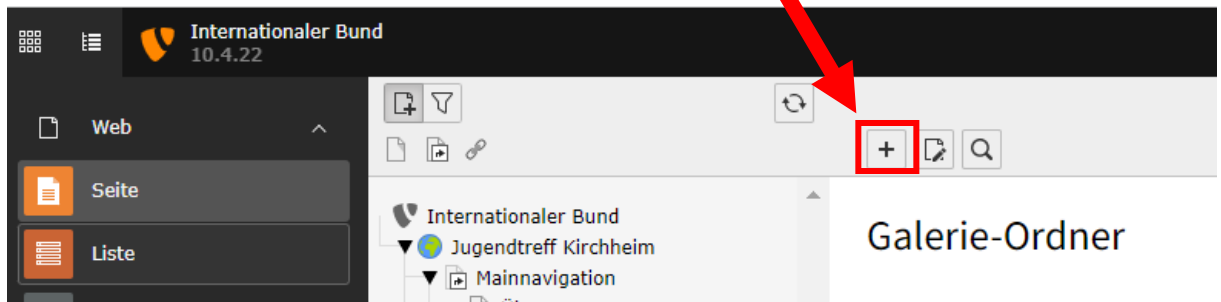 Internationaler Bund
10.4.22
Web
Seite
Liste
Internationaler Bund
Jugendtreff Kirchheim
Mainnavigation
Galerie-Ordner